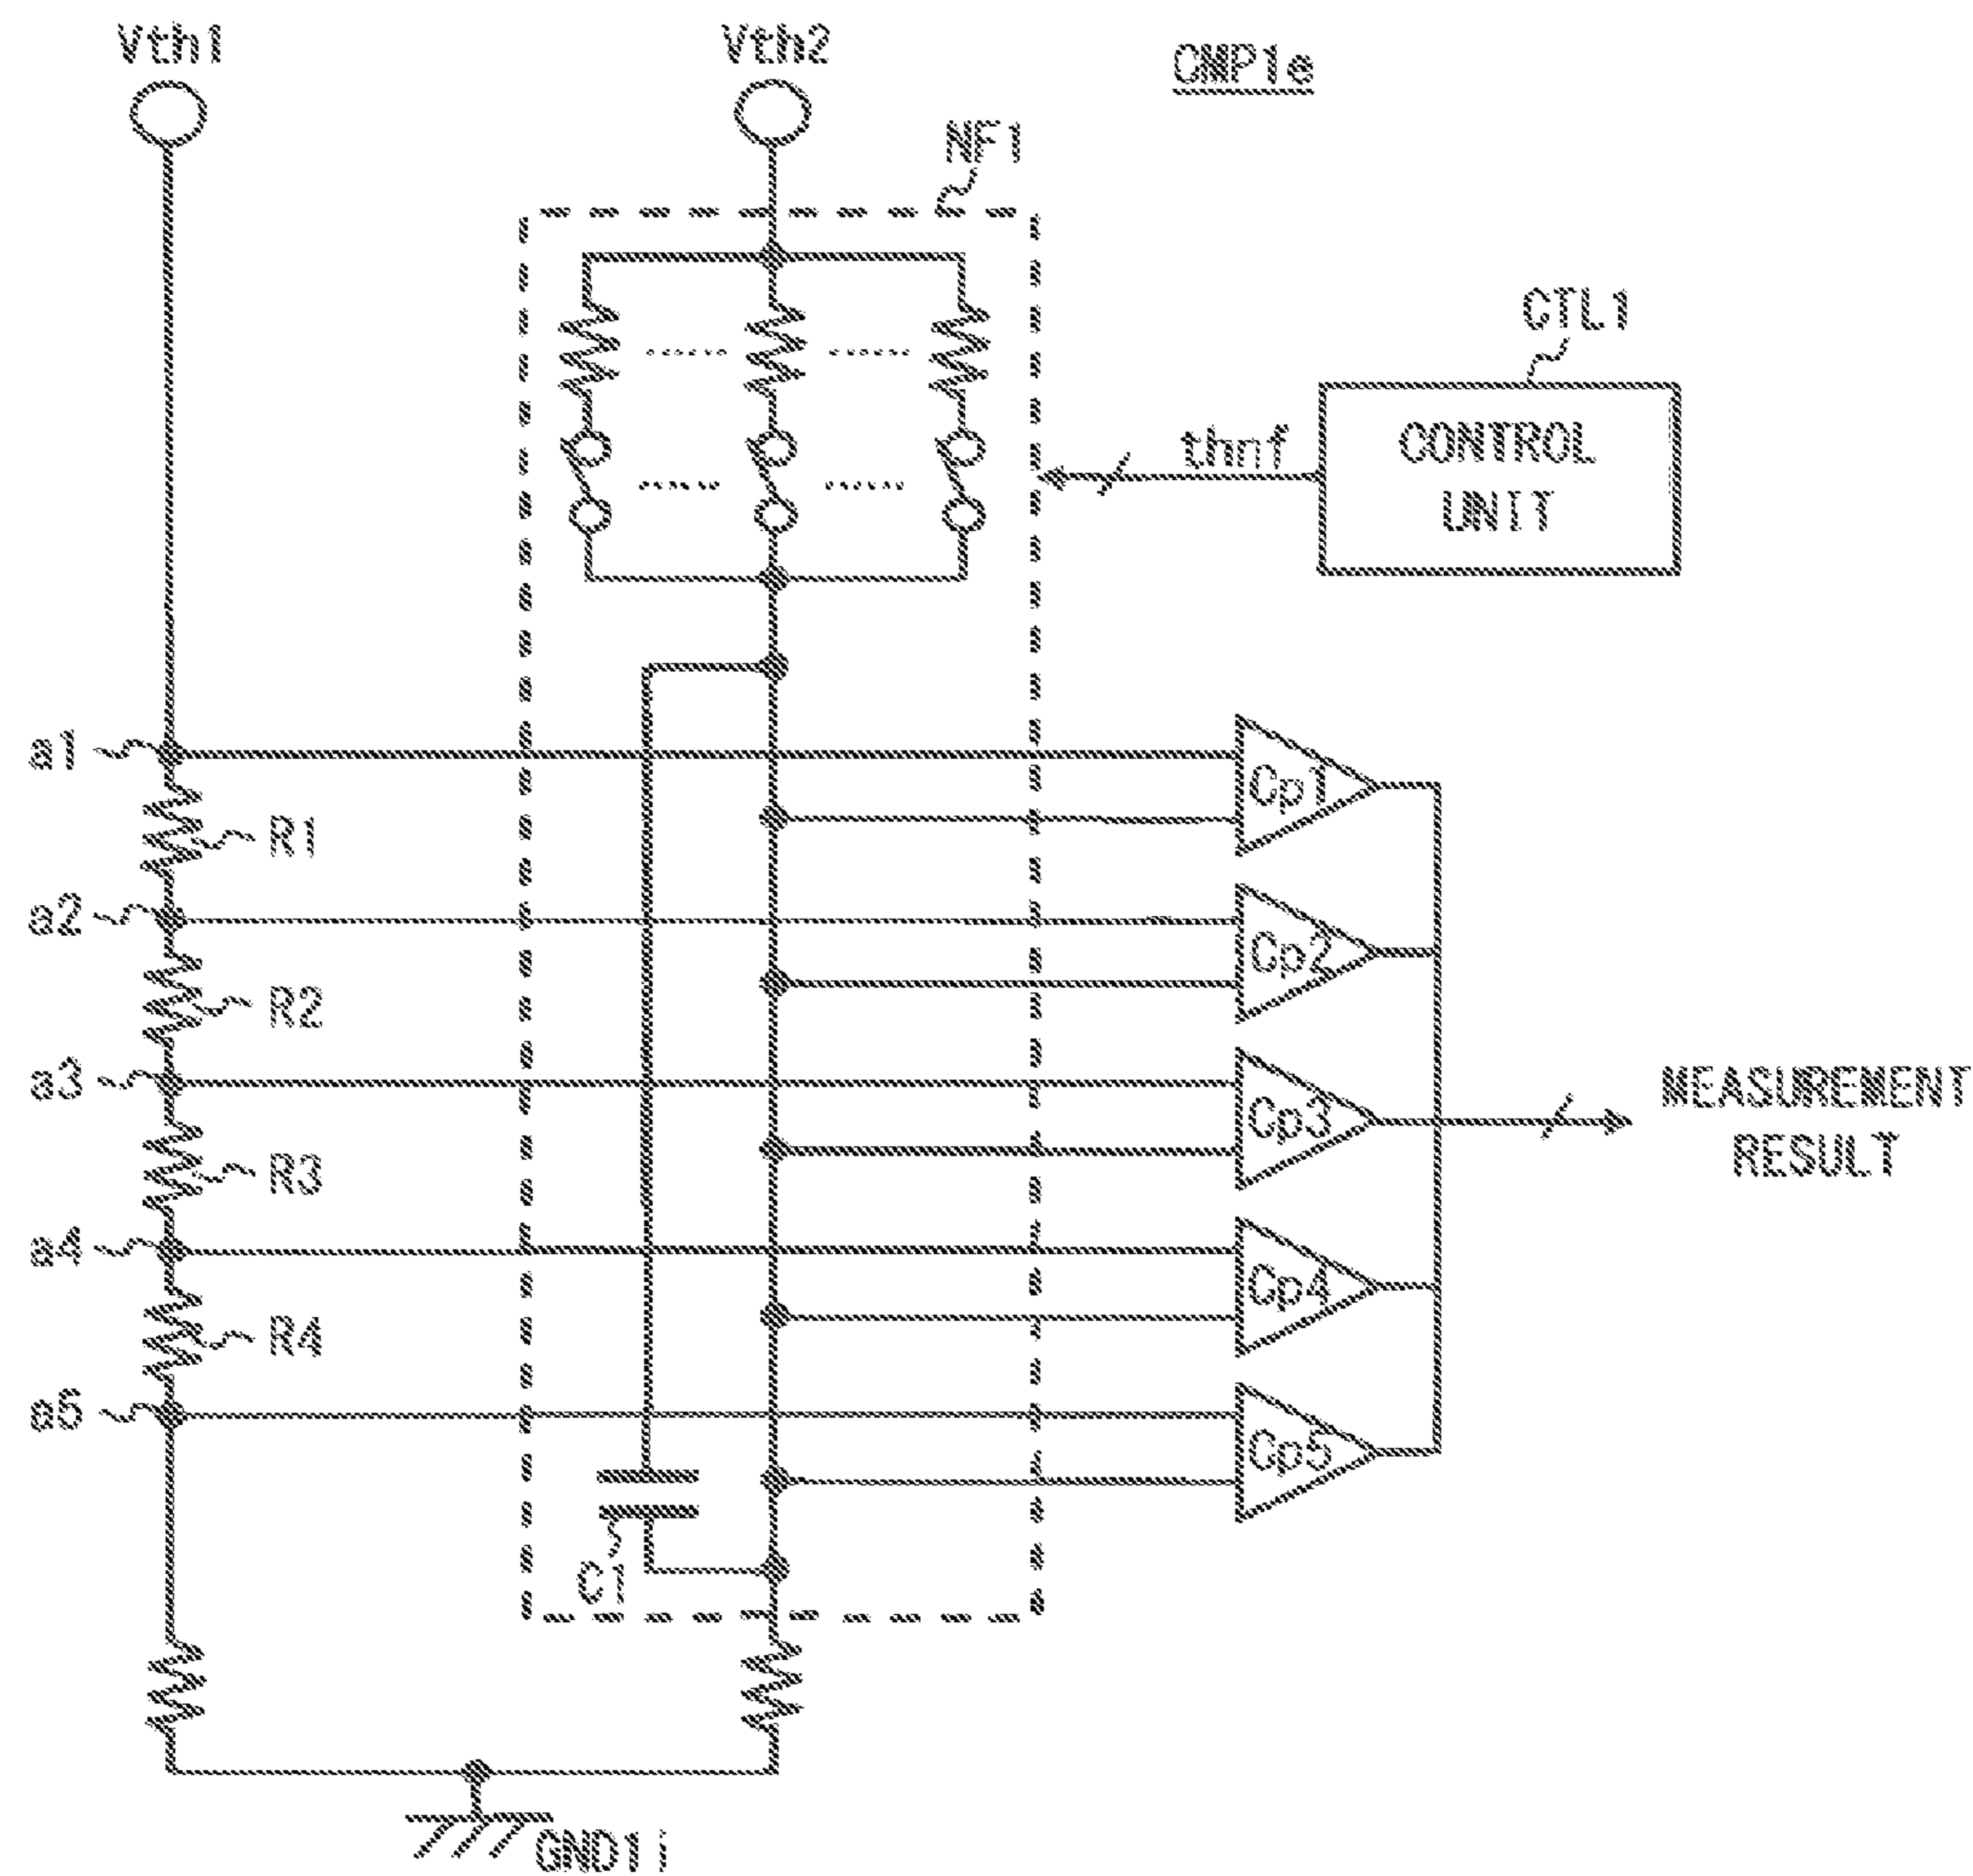 Vth1
Vth2
CMP1e
NF1
CTL1
CONTROL
UNIT
thnf
a1
R1
a2
R2
a3
R3
a4
R4
a5
Cp1
Cp2
Cp3
Cp4
Cp5
MEASUREMENT
RESULT
C1
GND1i